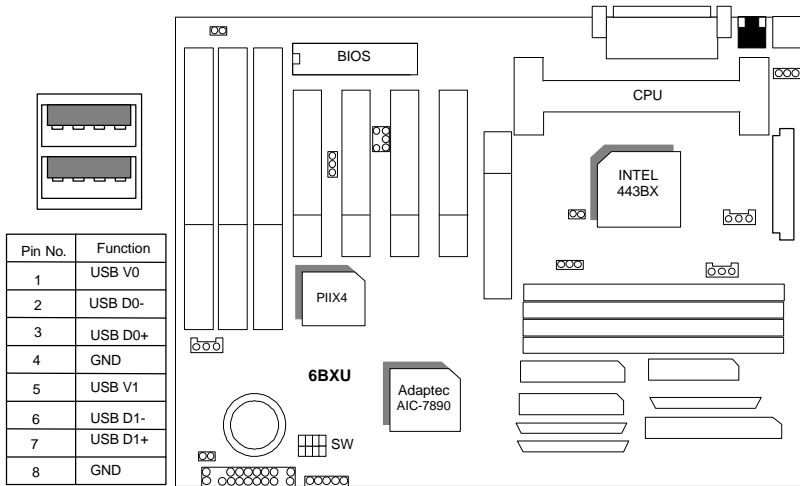 BIOS
CPU
INTEL
443BX
Pin No. Function
1 USB V0
2 USB D0-
3 USB D0+
4 GND
5 USB V1
6 USB D1-
7 USB D1+
8 GND
PIIX4
6BXU
Adaptec
AIC-7890
SW